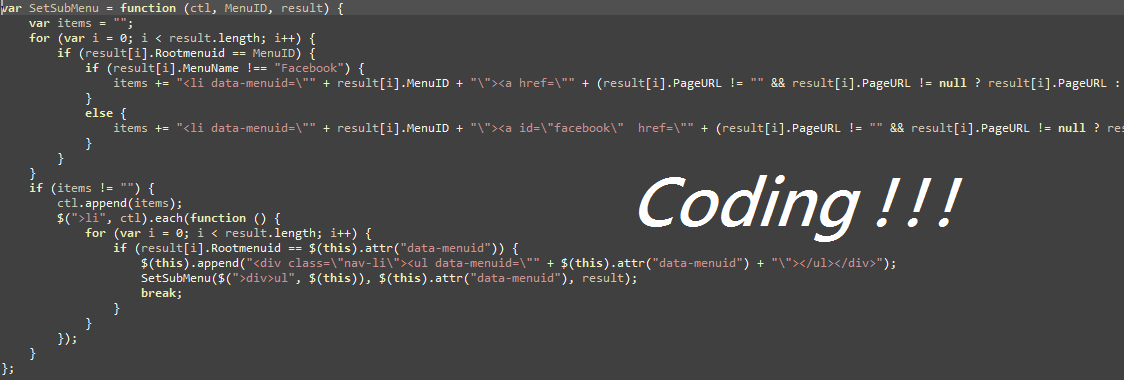 var SetSubMenu = function (ctl, MenuID, result) {
    var items = "";
    for (var i = 0; i < result.length; i++) {
        if (result[i].Rootmenuid == MenuID) {
            if (result[i].MenuName !== "Facebook") {
                items += "<li data-menuid=\"" + result[i].MenuID + "\"><a href=\"" + (result[i].PageURL != "" && result[i].PageURL != null ? result[i].PageURL :
            }
            else {
                items += "<li data-menuid=\"" + result[i].MenuID + "\"><a id=\"facebook\"  href=\"" + (result[i].PageURL != "" && result[i].PageURL != null ? res
            }
        }
    }
    if (items != "") {
        ctl.append(items);
        $(">li", ctl).each(function () {
            for (var i = 0; i < result.length; i++) {
                if (result[i].Rootmenuid == $(this).attr("data-menuid")) {
                    $(this).append("<div class=\"nav-li\"><ul data-menuid=\"" + $(this).attr("data-menuid") + "\"></ul></div>");
                    SetSubMenu($(">div>ul", $(this)), $(this).attr("data-menuid"), result);
                    break;
                }
            }
        });
    }
};
Coding !!!